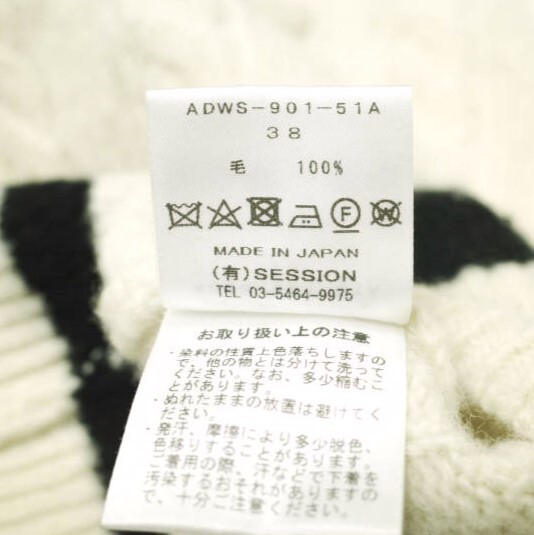 ADWS-901-51A
38
毛 100%
F W
MADE IN JAPAN
(有)SESSION
TEL 03-5464-9975
お取り扱い上の注意
・染料の性質上色落ちしますの
で、他の物とは分けて洗って
ください。なお、多少縮むこ
とがあります。
・ぬれたままの放置は避けてく
ださい。
・発汗、摩擦により多少脱色、
色移りすることがあります。
ご着用の際、汗などで下着を
汚染するおそれがありますの
で、十分ご注意ください。